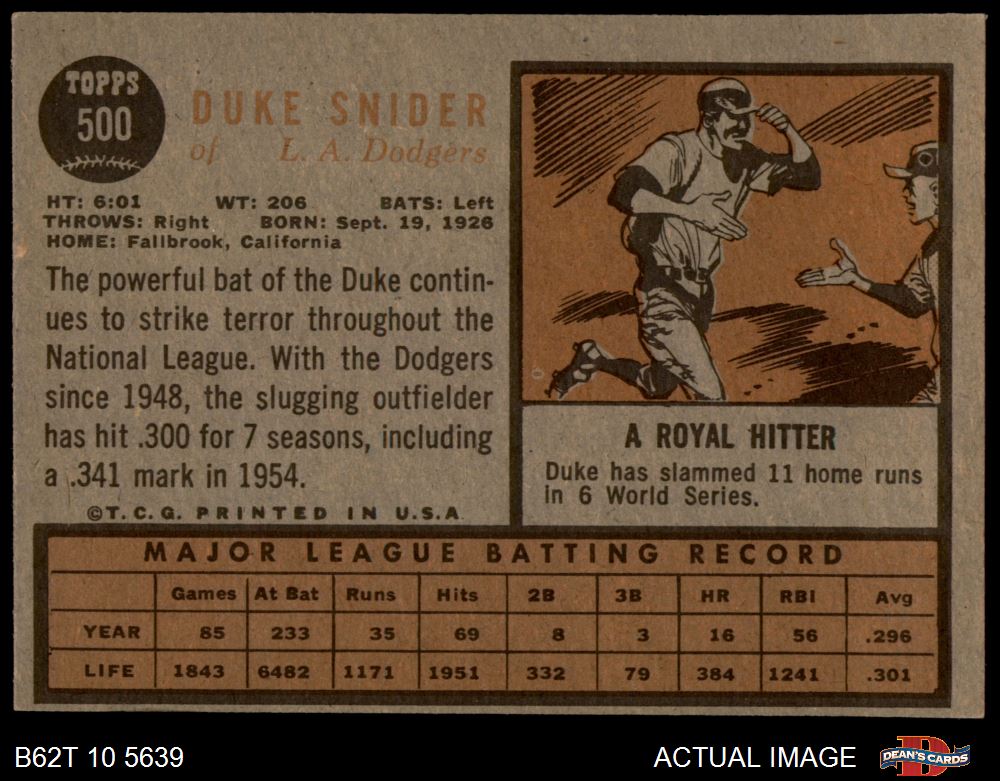 TOPPS
500
DUKE SNIDER
of L. A. Dodgers
HT: 6:01 WT: 206 BATS: Left
THROWS: Right BORN: Sept. 19, 1926
HOME: Fallbrook, California
The powerful bat of the Duke contin-
ues to strike terror throughout the
National League. With the Dodgers
since 1948, the slugging outfielder
has hit .300 for 7 seasons, including
a .341 mark in 1954.
©T.C.G. PRINTED IN U.S.A.
A ROYAL HITTER
Duke has slammed 11 home runs
in 6 World Series.
MAJOR LEAGUE BATTING RECORD
Games At Bat Runs Hits 2B 3B HR RBI Avg
YEAR 85 233 35 69 8 3 16 56 .296
LIFE 1843 6482 1171 1951 332 79 384 1241 .301
B62T 10 5639
ACTUAL IMAGE
DEAN'S CARDS